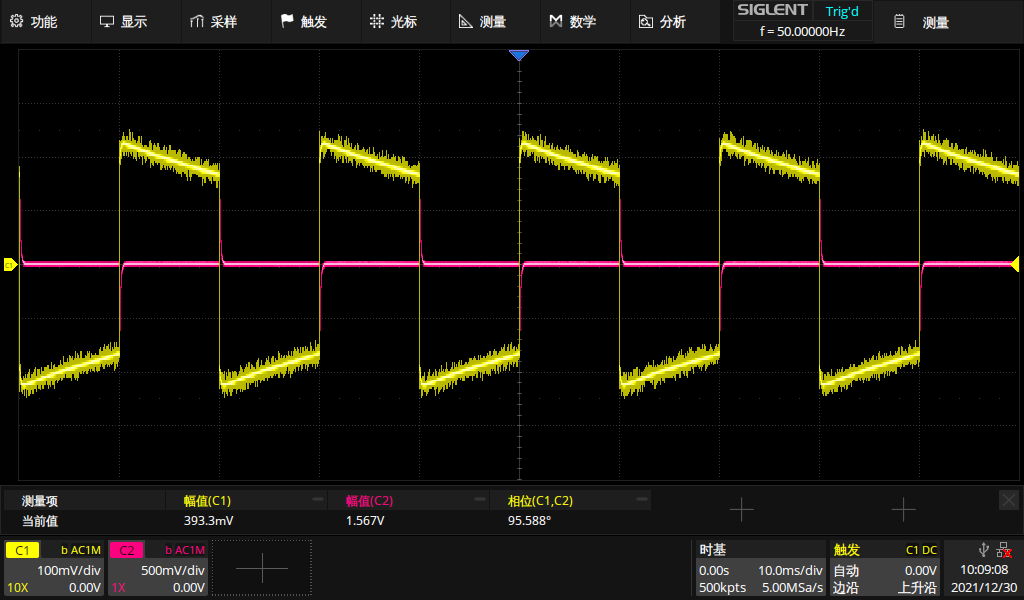 功能 显示 采样 触发 光标 测量 数学 分析 SIGLENT Trig'd 测量
f = 50.00000Hz
C1
测量项 幅值(C1) 幅值(C2) 相位(C1,C2)
当前值 393.3mV 1.567V 95.588°
C1 b AC1M C2 b AC1M 时基 触发 C1 DC
100mV/div 500mV/div 0.00s 10.0ms/div 自动 0.00V 10:09:08
10X 0.00V 1X 0.00V 500kpts 5.00MSa/s 边沿 上升沿 2021/12/30